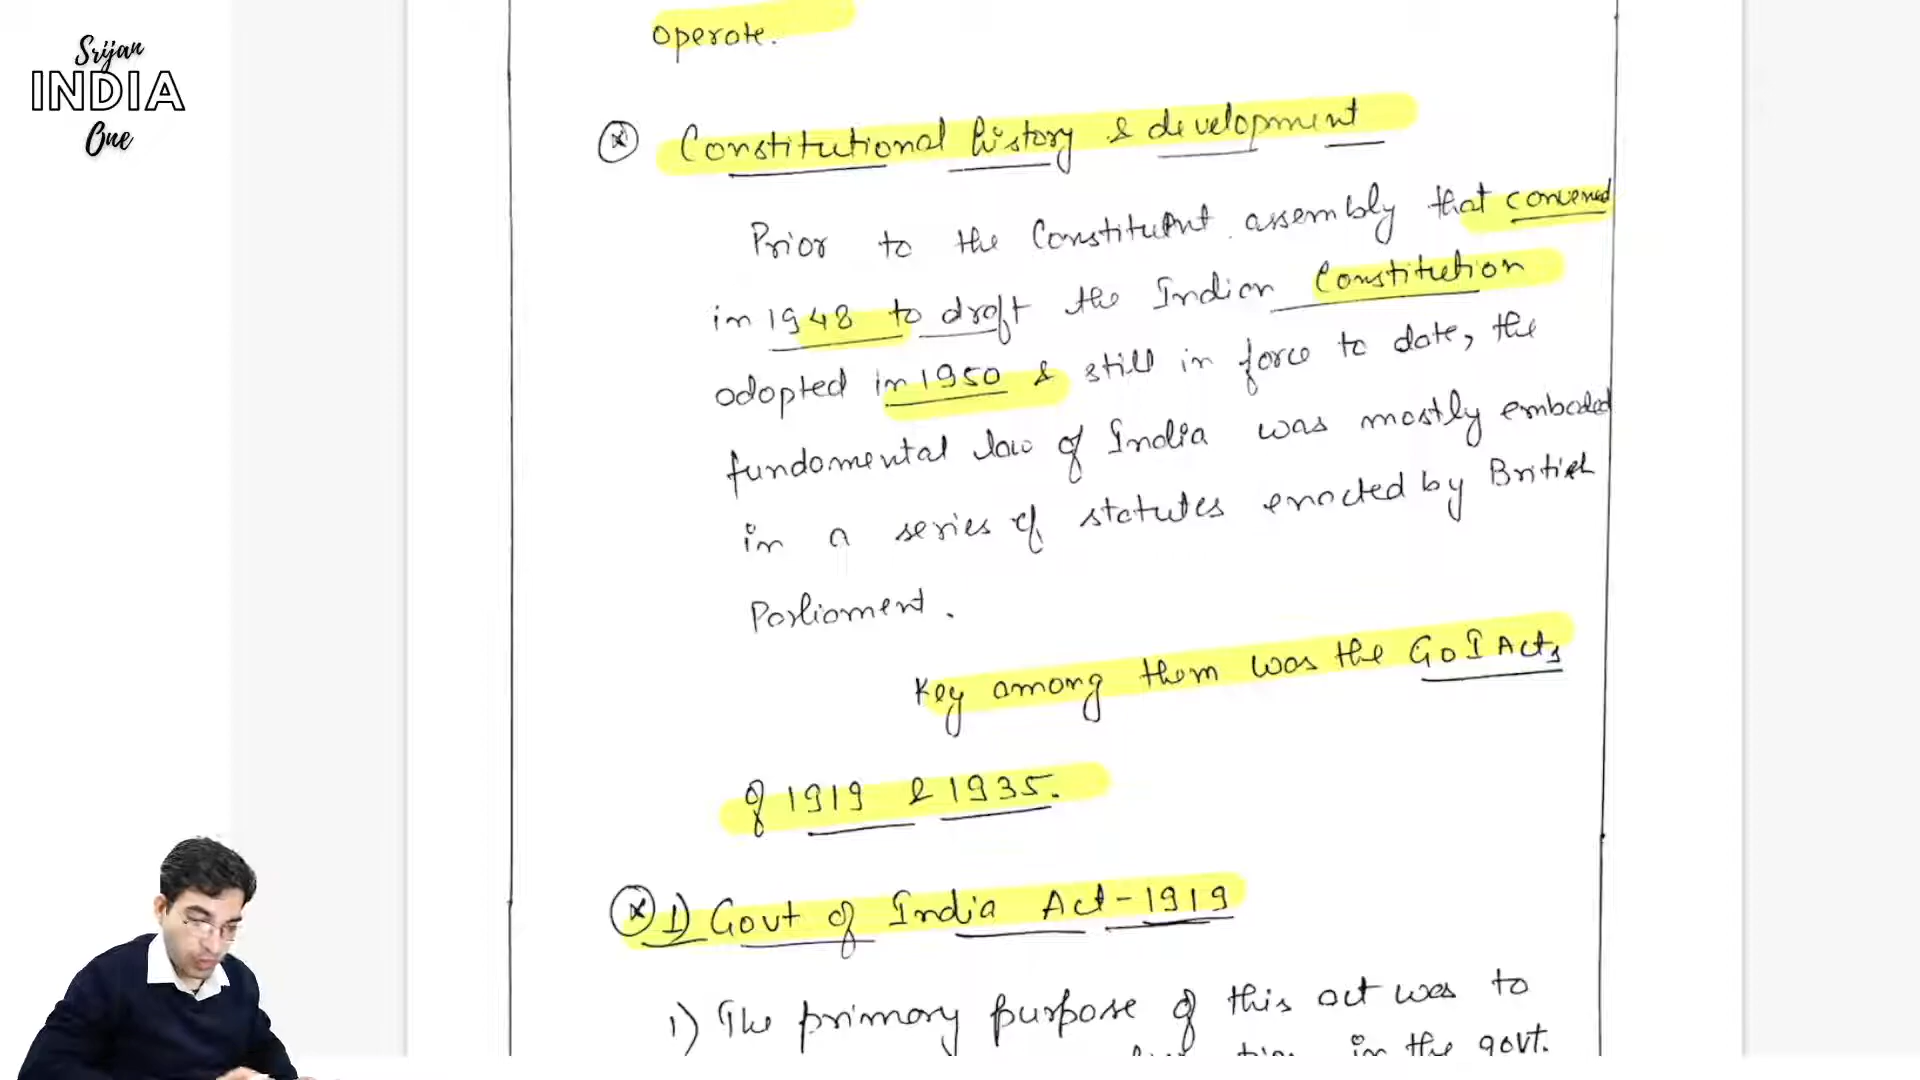 Srijan
INDIA
One
operate.
Constitutional history & development
Prior to the Constituent assembly that convened
in 1948 to draft the Indian Constitution
adopted in 1950 & still in force to date, the
fundamental law of India was mostly embodied
in a series of statutes enacted by British
Parliament.
Key among them was the GoI Acts
of 1919 & 1935.
1) Govt of India Act-1919
1) The primary purpose of this act was to
in the govt.